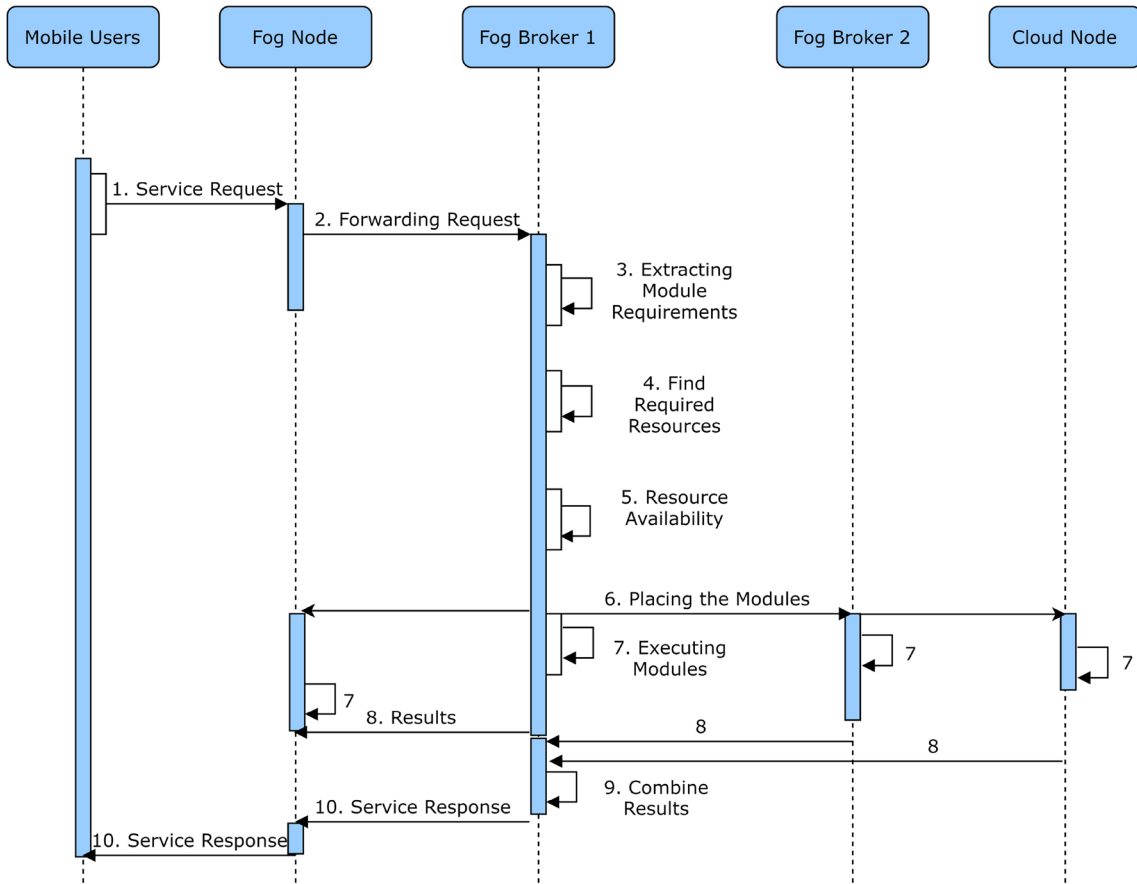 Mobile Users
Fog Node
Fog Broker 1
Fog Broker 2
Cloud Node
1. Service Request
2. Forwarding Request
3. Extracting
Module
Requirements
4. Find
Required
Resources
5. Resource
Availability
6. Placing the Modules
7. Executing
Modules
7
7
7
8. Results
8
8
9. Combine
Results
10. Service Response
10. Service Response